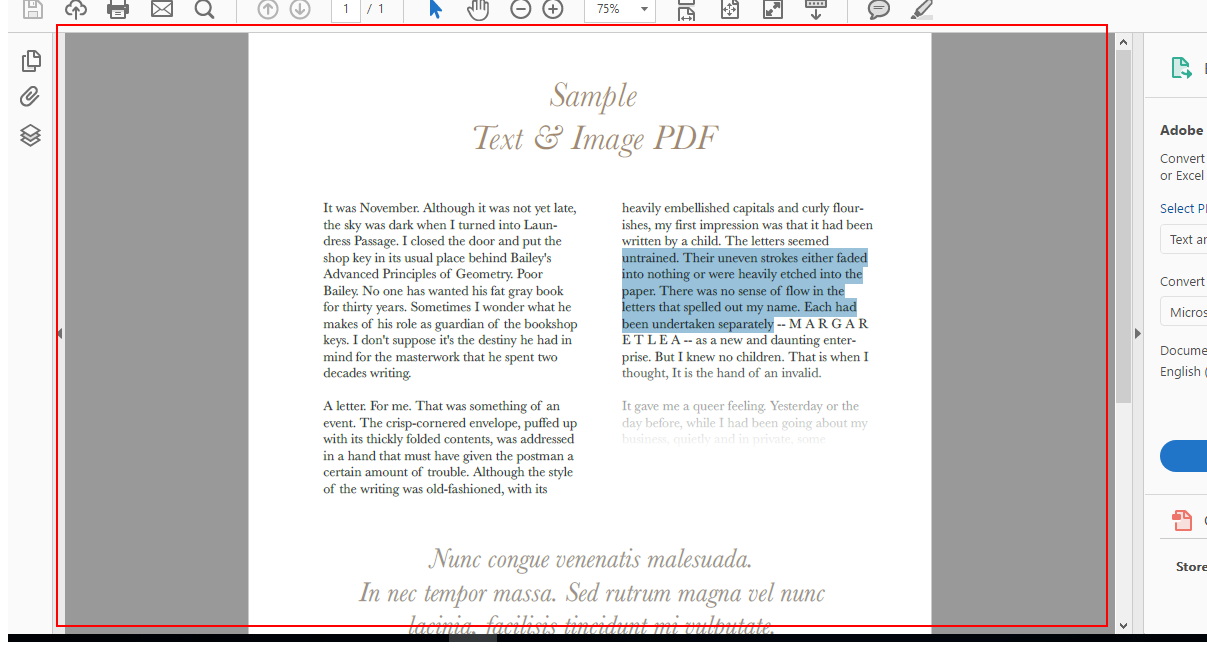 1 / 1
75%
Sample
Text & Image PDF
It was November. Although it was not yet late,
the sky was dark when I turned into Laun-
dress Passage. I closed the door and put the
shop key in its usual place behind Bailey's
Advanced Principles of Geometry. Poor
Bailey. No one has wanted his fat gray book
for thirty years. Sometimes I wonder what he
makes of his role as guardian of the bookshop
keys. I don't suppose it's the destiny he had in
mind for the masterwork that he spent two
decades writing.
A letter. For me. That was something of an
event. The crisp-cornered envelope, puffed up
with its thickly folded contents, was addressed
in a hand that must have given the postman a
certain amount of trouble. Although the style
of the writing was old-fashioned, with its
heavily embellished capitals and curly flour-
ishes, my first impression was that it had been
written by a child. The letters seemed
untrained. Their uneven strokes either faded
into nothing or were heavily etched into the
paper. There was no sense of flow in the
letters that spelled out my name. Each had
been undertaken separately -- M A R G A R
E T L E A -- as a new and daunting enter-
prise. But I knew no children. That is when I
thought, It is the hand of an invalid.
It gave me a queer feeling. Yesterday or the
day before, while I had been going about my
business, quietly and in private, some
Nunc congue venenatis malesuada.
In nec tempor massa. Sed rutrum magna vel nunc
lacinia, facilisis tincidunt mi vulputate.
Adobe
Convert
or Excel
Select
Text
Convert
English (
Store